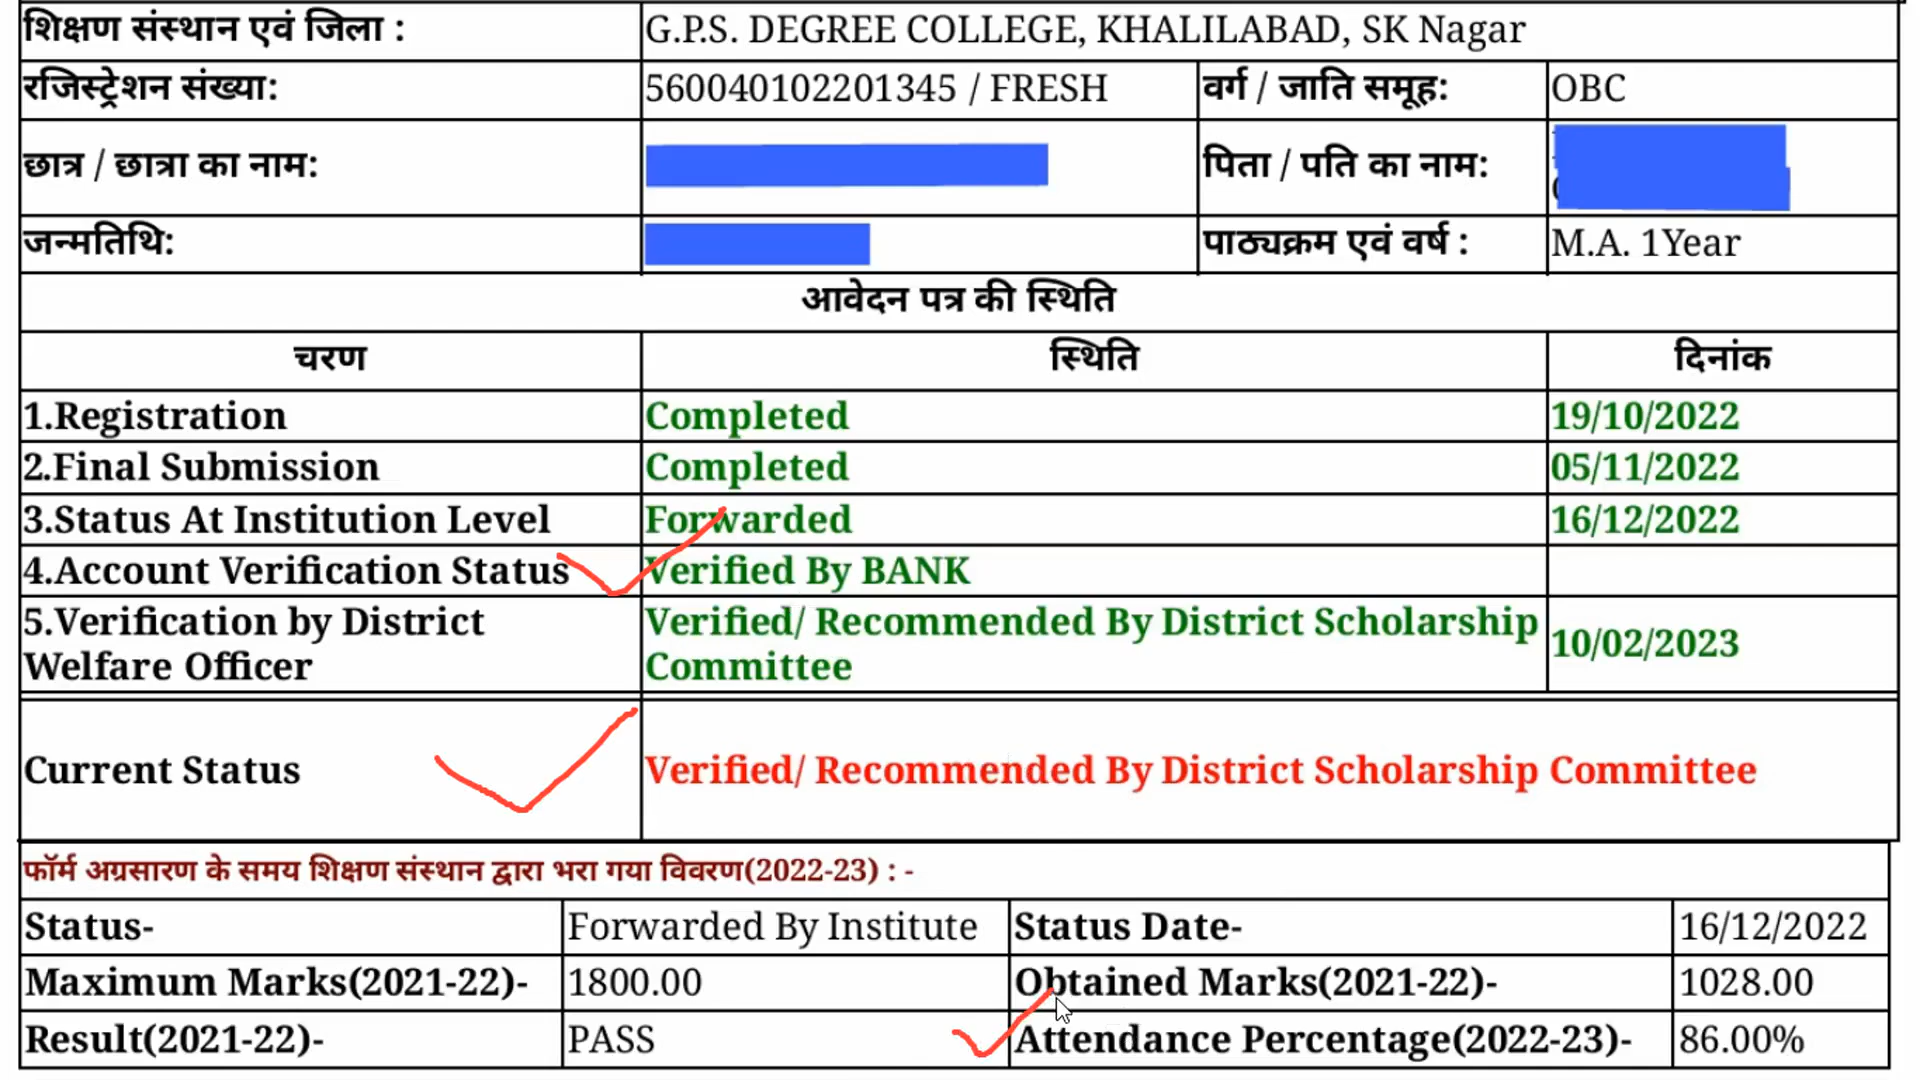 शिक्षण संस्थान एवं जिला : G.P.S. DEGREE COLLEGE, KHALILABAD, SK Nagar
रजिस्ट्रेशन संख्या: 560040102201345 / FRESH वर्ग / जाति समूह: OBC
छात्र / छात्रा का नाम: पिता / पति का नाम:
जन्मतिथि: पाठ्यक्रम एवं वर्ष : M.A. 1Year
आवेदन पत्र की स्थिति
चरण स्थिति दिनांक
1.Registration Completed 19/10/2022
2.Final Submission Completed 05/11/2022
3.Status At Institution Level Forwarded 16/12/2022
4.Account Verification Status Verified By BANK
5.Verification by District Welfare Officer Verified/ Recommended By District Scholarship Committee 10/02/2023
Current Status Verified/ Recommended By District Scholarship Committee
फॉर्म अग्रसारण के समय शिक्षण संस्थान द्वारा भरा गया विवरण(2022-23) : -
Status- Forwarded By Institute Status Date- 16/12/2022
Maximum Marks(2021-22)- 1800.00 Obtained Marks(2021-22)- 1028.00
Result(2021-22)- PASS Attendance Percentage(2022-23)- 86.00%